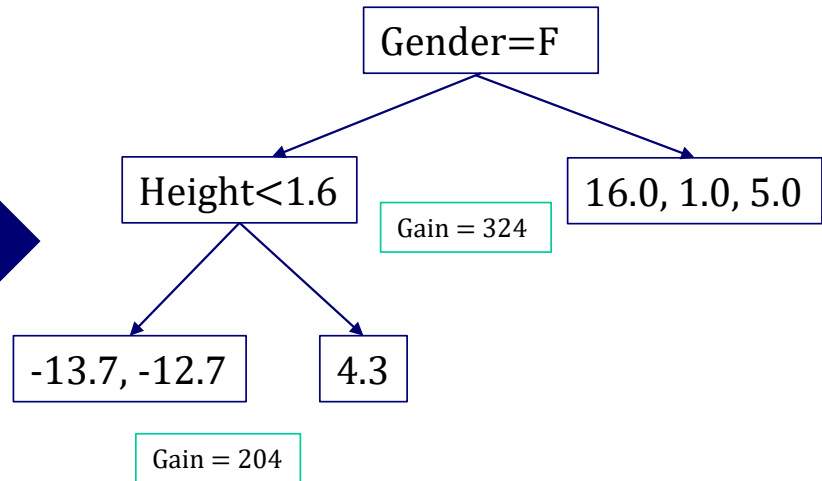 Gender=F
Height<1.6
16.0, 1.0, 5.0
Gain = 324
-13.7, -12.7
4.3
Gain = 204